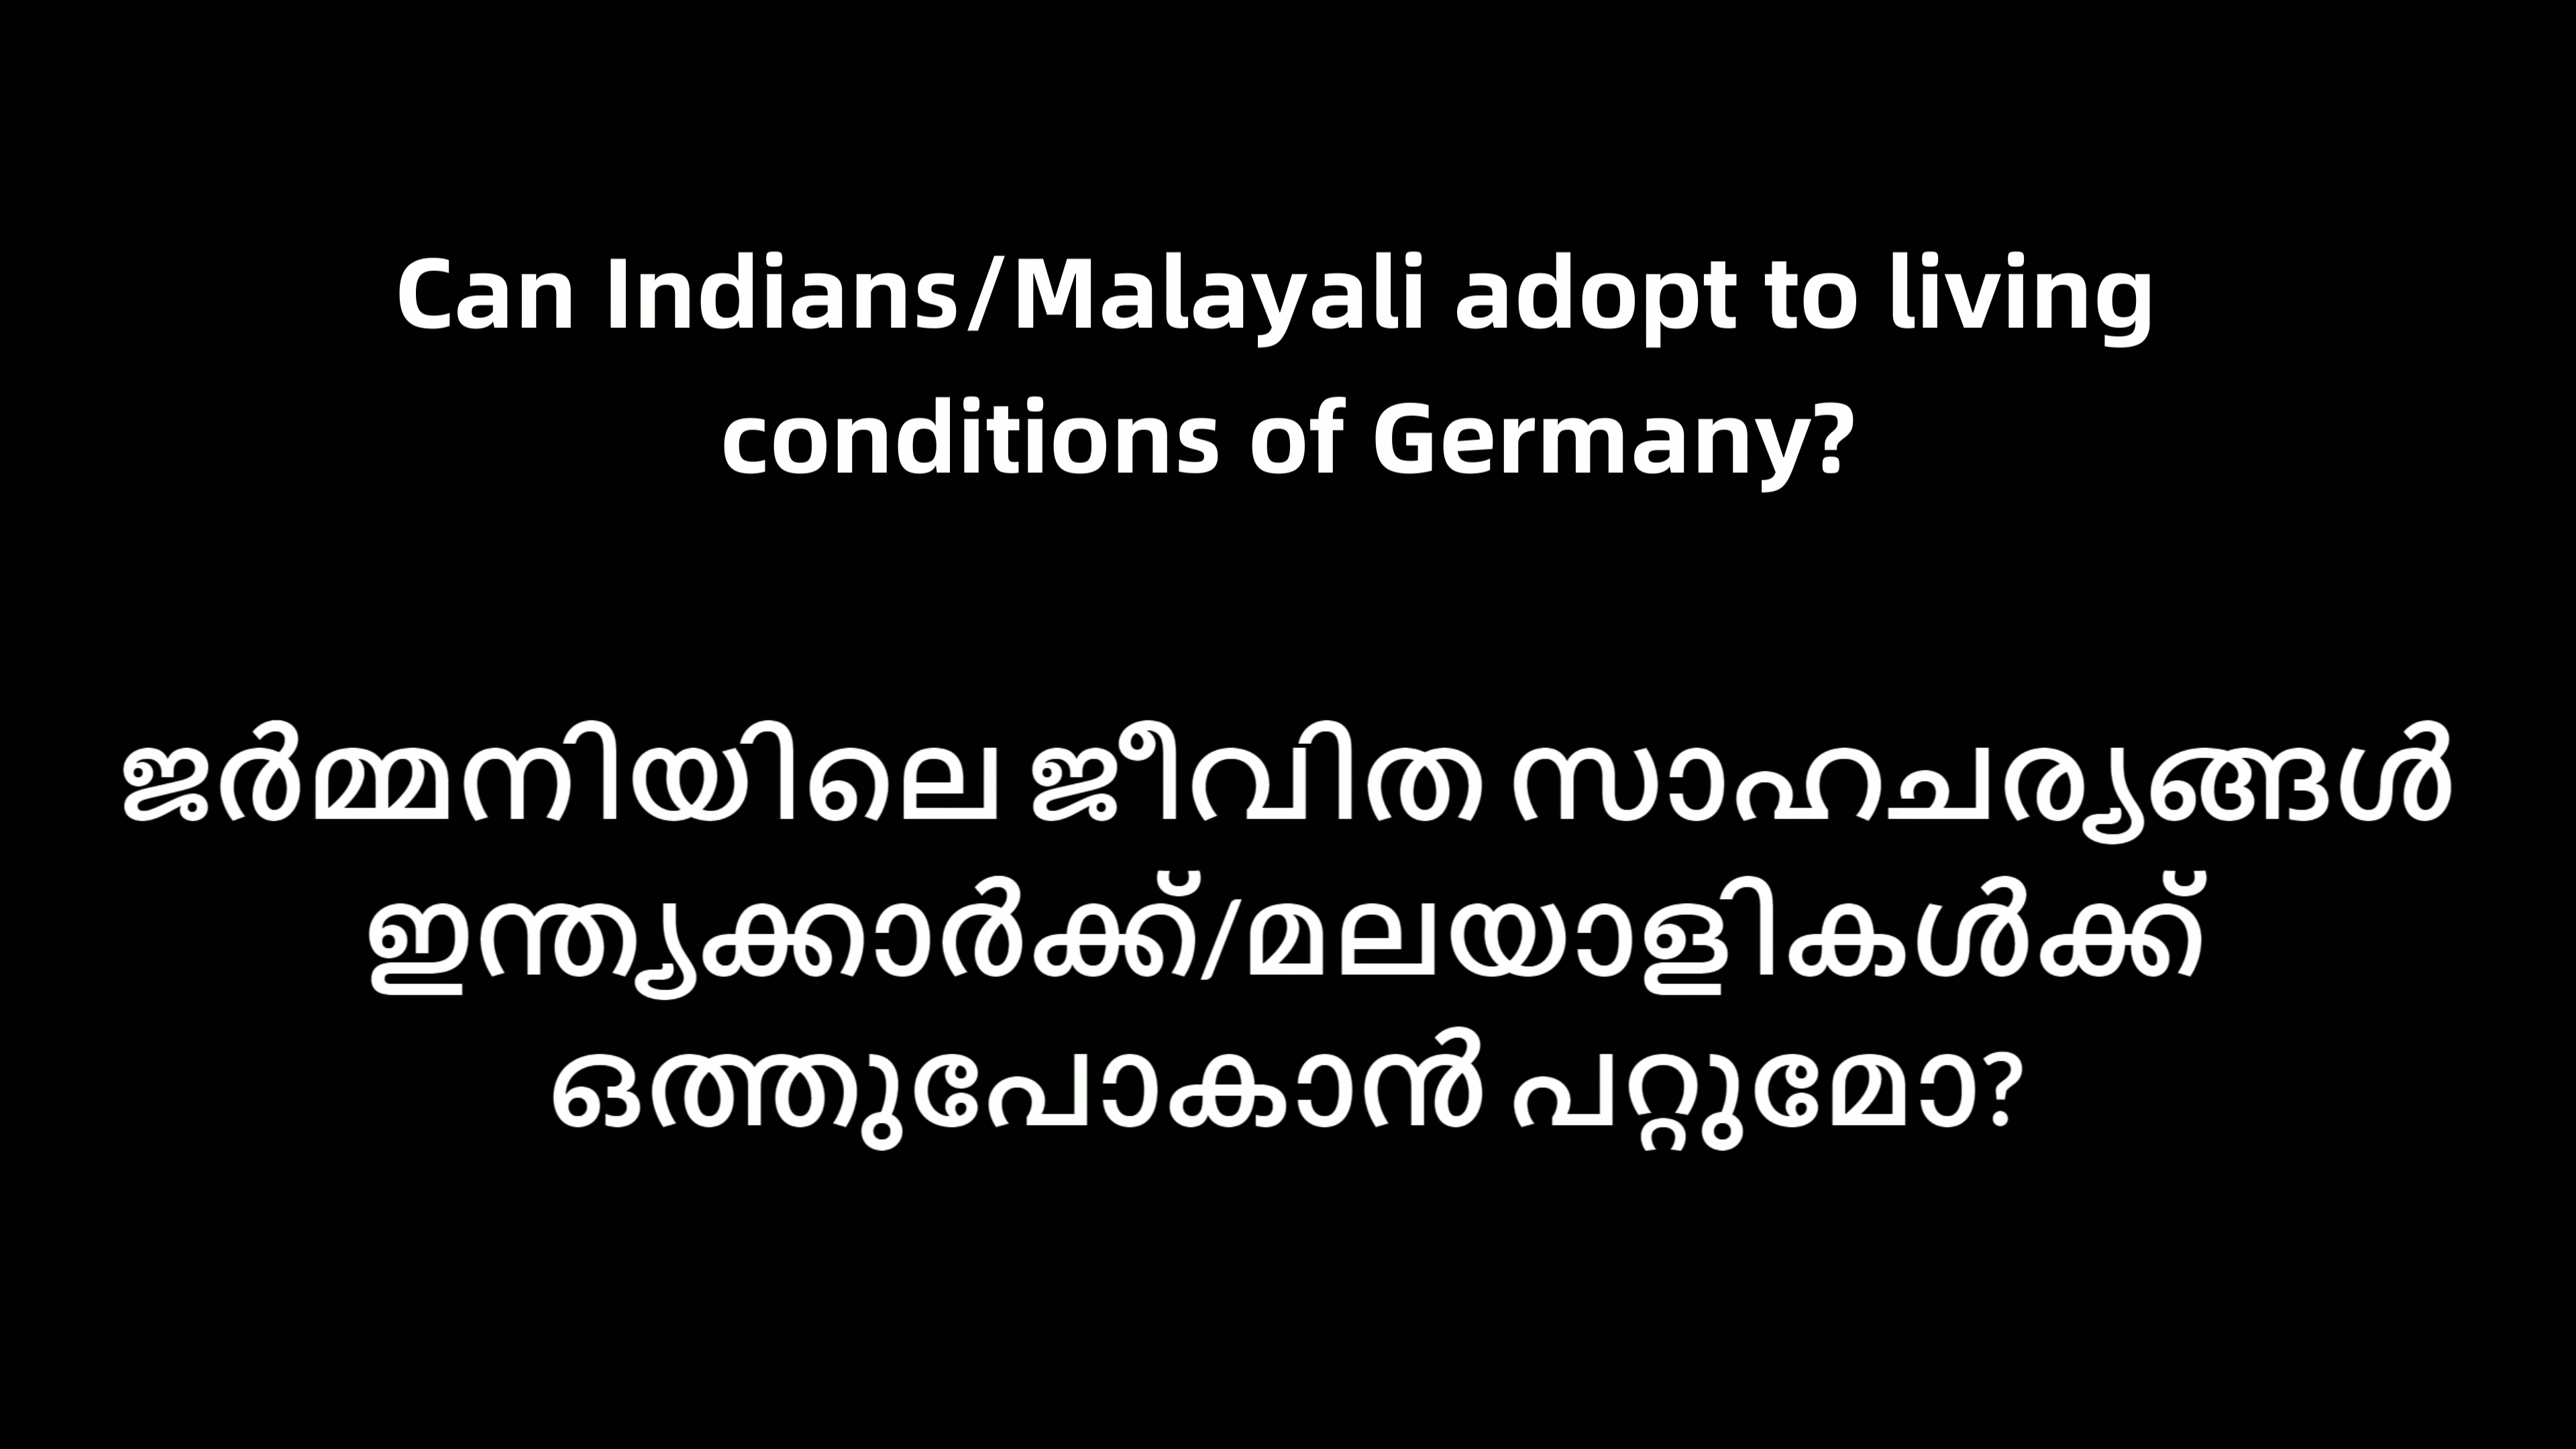 Can Indians/Malayali adopt to living
conditions of Germany?
ജർമ്മനിയിലെ ജീവിത സാഹചര്യങ്ങൾ
ഇന്ത്യക്കാർക്ക്/മലയാളികൾക്ക്
ഒത്തുപോകാൻ പറ്റുമോ?